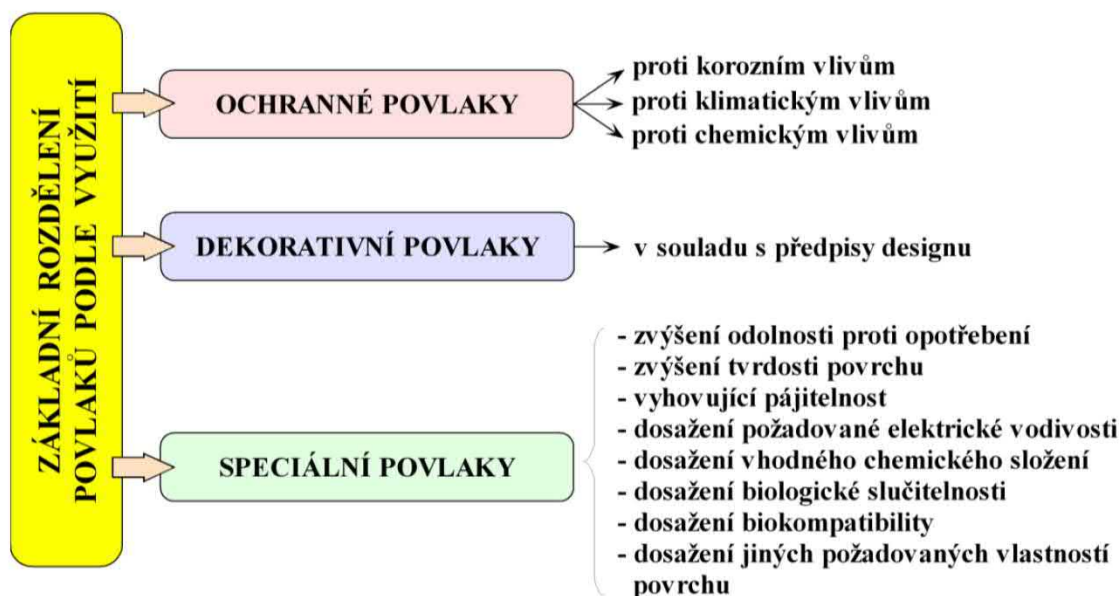 ZÁKLADNÍ ROZDĚLENÍ
POVLAKŮ PODLE VYUŽITÍ
OCHRANNÉ POVLAKY
proti korozním vlivům
proti klimatickým vlivům
proti chemickým vlivům
DEKORATIVNÍ POVLAKY
v souladu s předpisy designu
SPECIÁLNÍ POVLAKY
- zvýšení odolnosti proti opotřebení
- zvýšení tvrdosti povrchu
- vyhovující pájitelnost
- dosažení požadované elektrické vodivosti
- dosažení vhodného chemického složení
- dosažení biologické slučitelnosti
- dosažení biokompatibility
- dosažení jiných požadovaných vlastností
povrchu